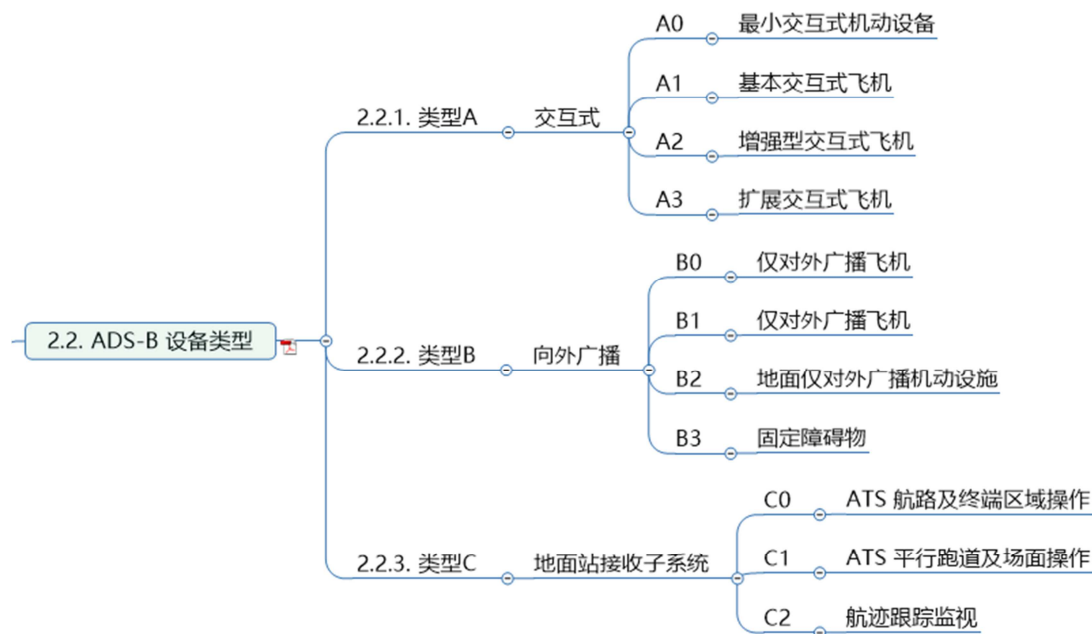 2.2. ADS-B 设备类型
2.2.1. 类型A 交互式
A0 最小交互式机动设备
A1 基本交互式飞机
A2 增强型交互式飞机
A3 扩展交互式飞机
2.2.2. 类型B 向外广播
B0 仅对外广播飞机
B1 仅对外广播飞机
B2 地面仅对外广播机动设施
B3 固定障碍物
2.2.3. 类型C 地面站接收子系统
C0 ATS 航路及终端区域操作
C1 ATS 平行跑道及场面操作
C2 航迹跟踪监视